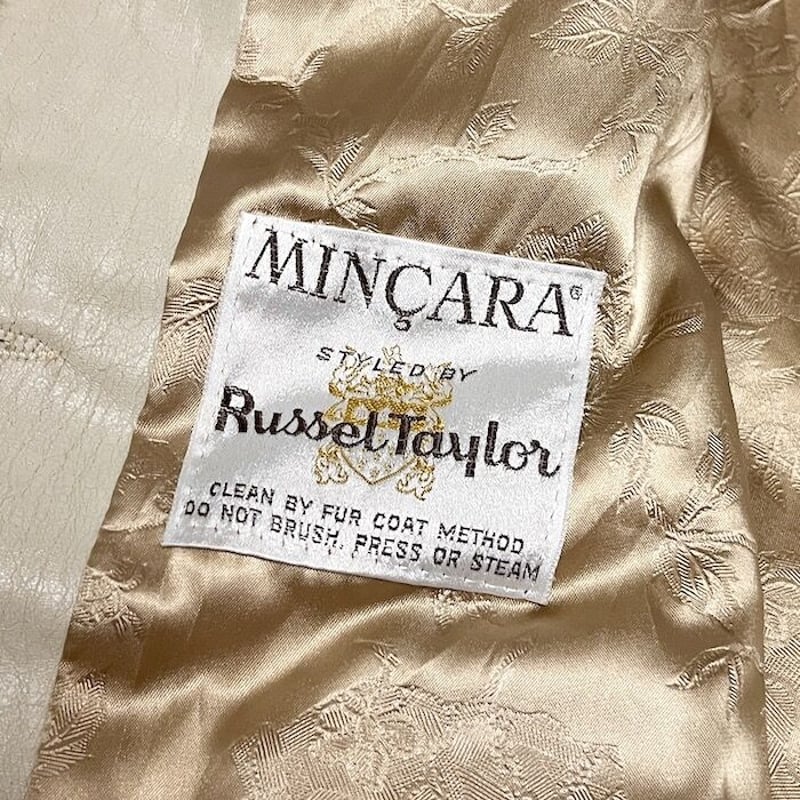 MINÇARA®
STYLED BY
Russel Taylor
CLEAN BY FUR COAT METHOD
DO NOT BRUSH, PRESS OR STEAM